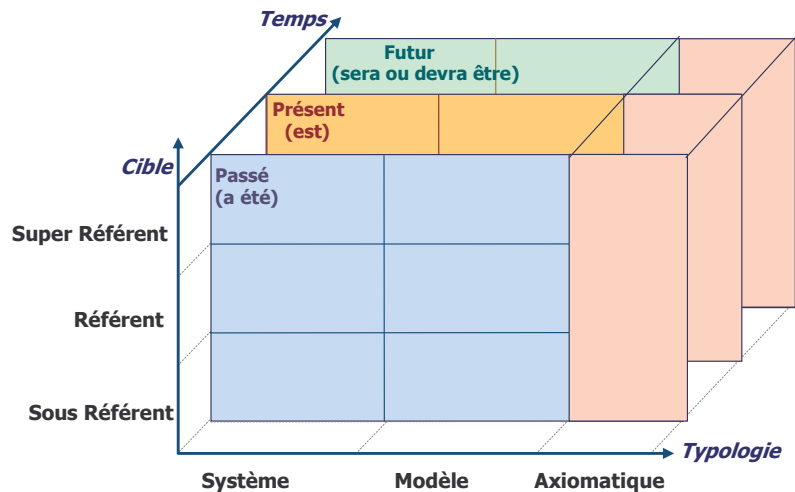 Temps
Futur
(sera ou devra être)
Présent
(est)
Cible
Passé
(a été)
Super Référent
Référent
Sous Référent
Typologie
Système
Modèle
Axiomatique